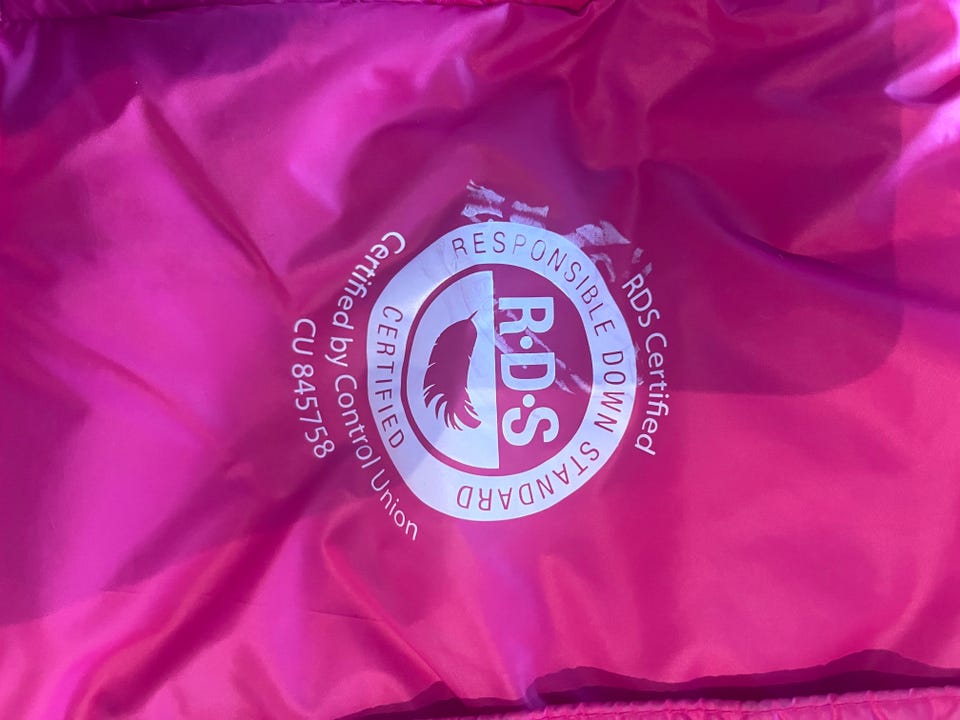 RDS Certified
RESPONSIBLE DOWN STANDARD
R·D·S
CERTIFIED
Certified by Control Union
CU 845758